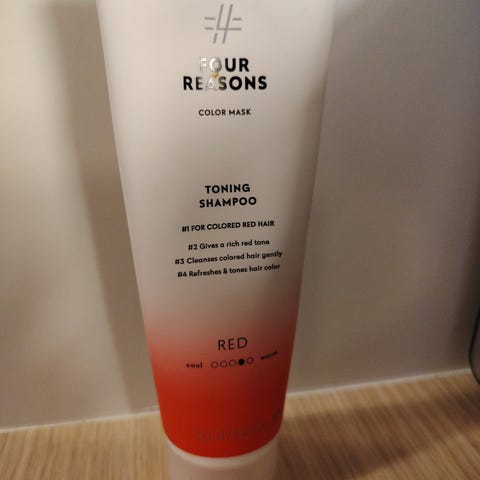 #4
FOUR
REASONS
COLOR MASK
TONING
SHAMPOO
#1 FOR COLORED RED HAIR
#2 Gives a rich red tone
#3 Cleanses colored hair gently
#4 Refreshes & tones hair color
RED
cool warm